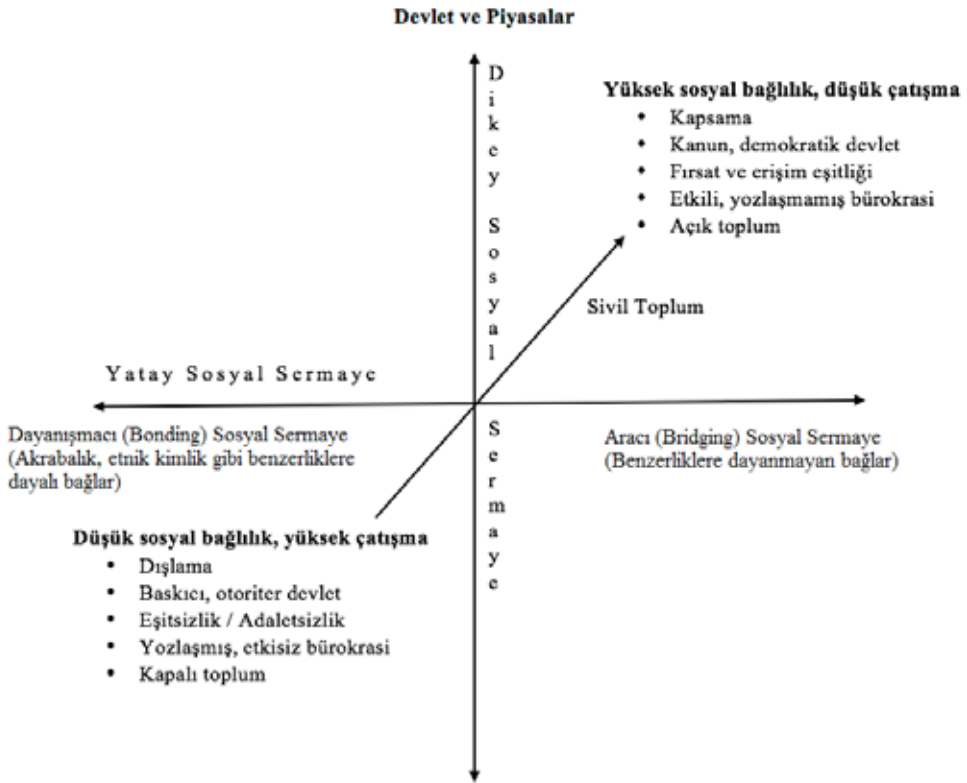 Devlet ve Piyasalar
Dikey Sosyal Sermaye
Yüksek sosyal bağlılık, düşük çatışma
• Kapsama
• Kanun, demokratik devlet
• Fırsat ve erişim eşitliği
• Etkili, yozlaşmamış bürokrasi
• Açık toplum
Sivil Toplum
Yatay Sosyal Sermaye
Dayanışmacı (Bonding) Sosyal Sermaye
(Akrabalık, etnik kimlik gibi benzerliklere
dayalı bağlar)
Aracı (Bridging) Sosyal Sermaye
(Benzerliklere dayanmayan bağlar)
Düşük sosyal bağlılık, yüksek çatışma
• Dışlama
• Baskıcı, otoriter devlet
• Eşitsizlik / Adaletsizlik
• Yozlaşmış, etkisiz bürokrasi
• Kapalı toplum